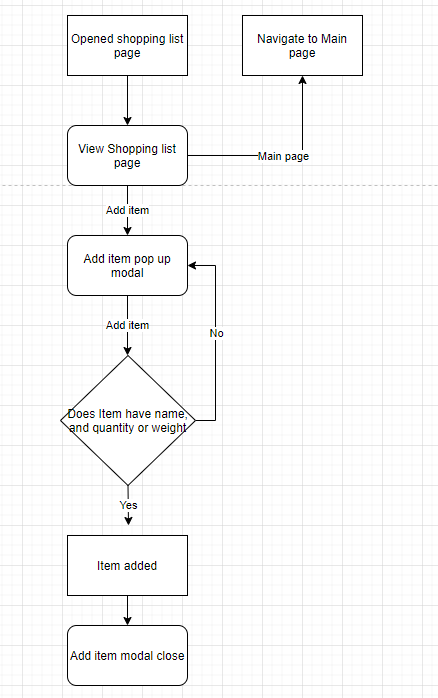 Opened shopping list
page
Navigate to Main
page
View Shopping list
page
Main page
Add item
Add item pop up
modal
Add item
No
Does Item have name,
and quantity or weight
Yes
Item added
Add item modal close